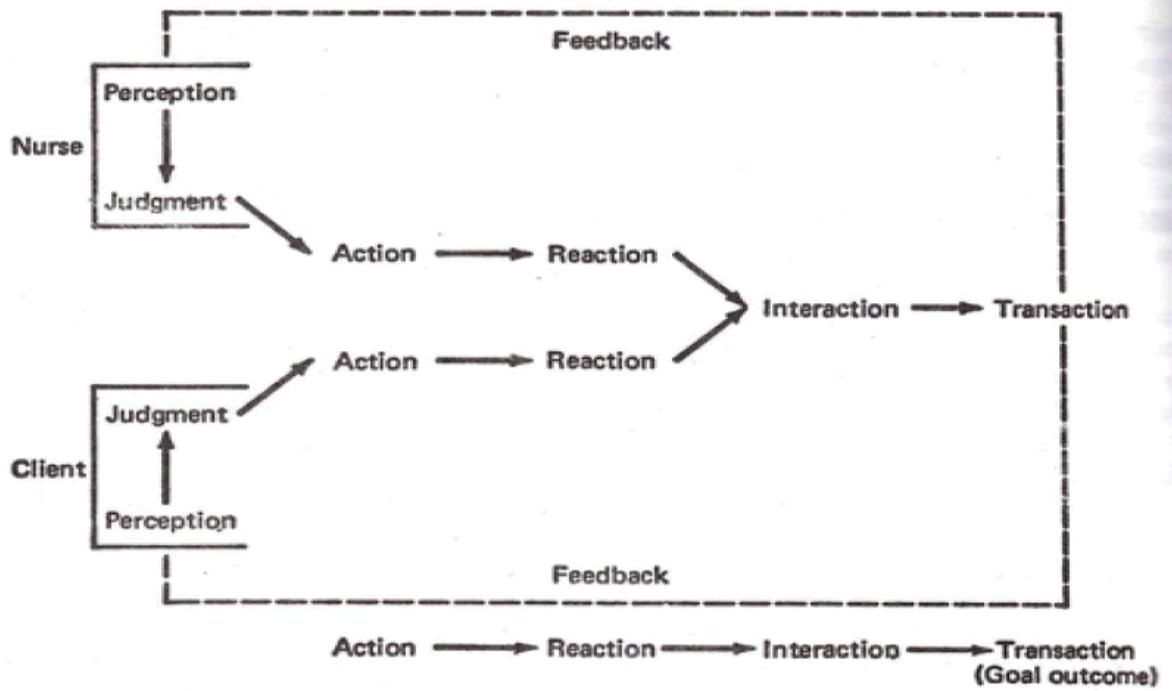 Feedback
Perception
Nurse
Judgment
Action Reaction
Interaction Transaction
Action Reaction
Judgment
Client
Perception
Feedback
Action Reaction Interaction Transaction
(Goal outcome)